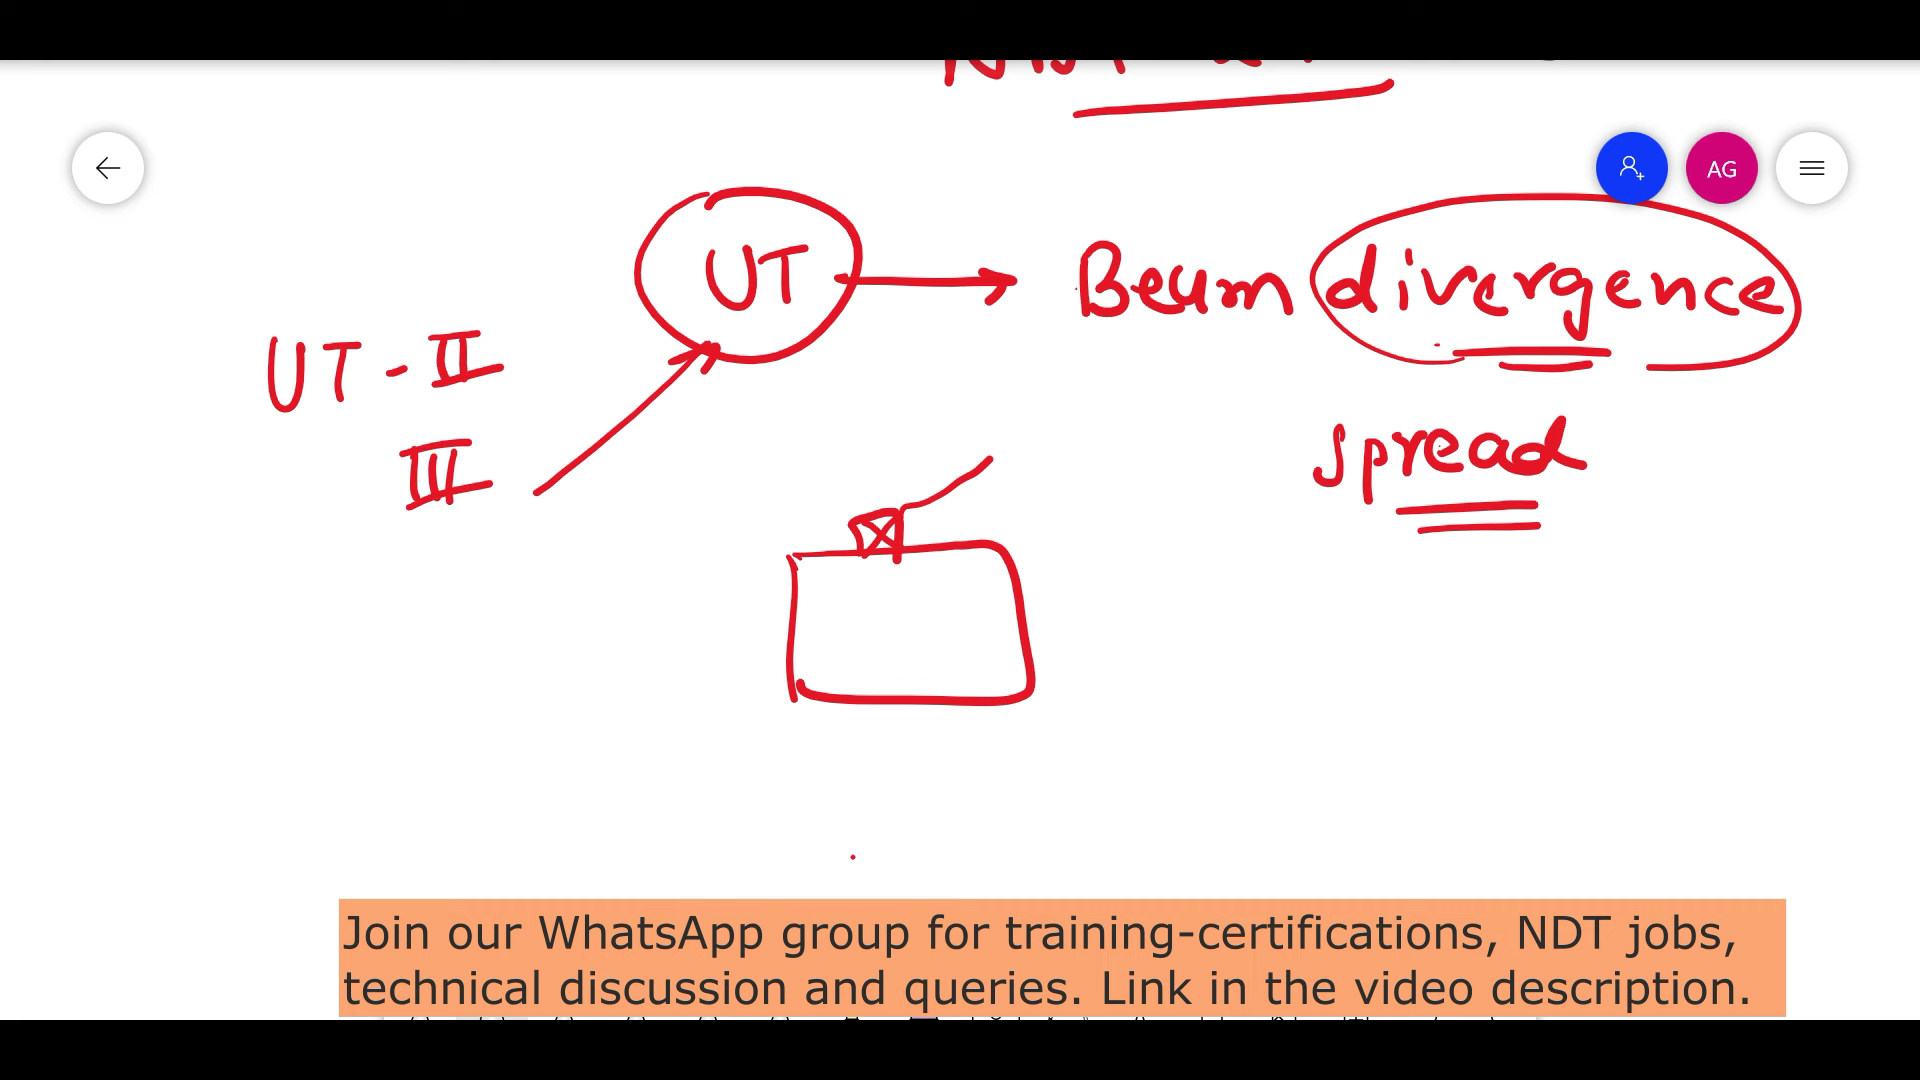 AG
UT → Beam divergence
UT - II
III
spread
Join our WhatsApp group for training-certifications, NDT jobs,
technical discussion and queries. Link in the video description.